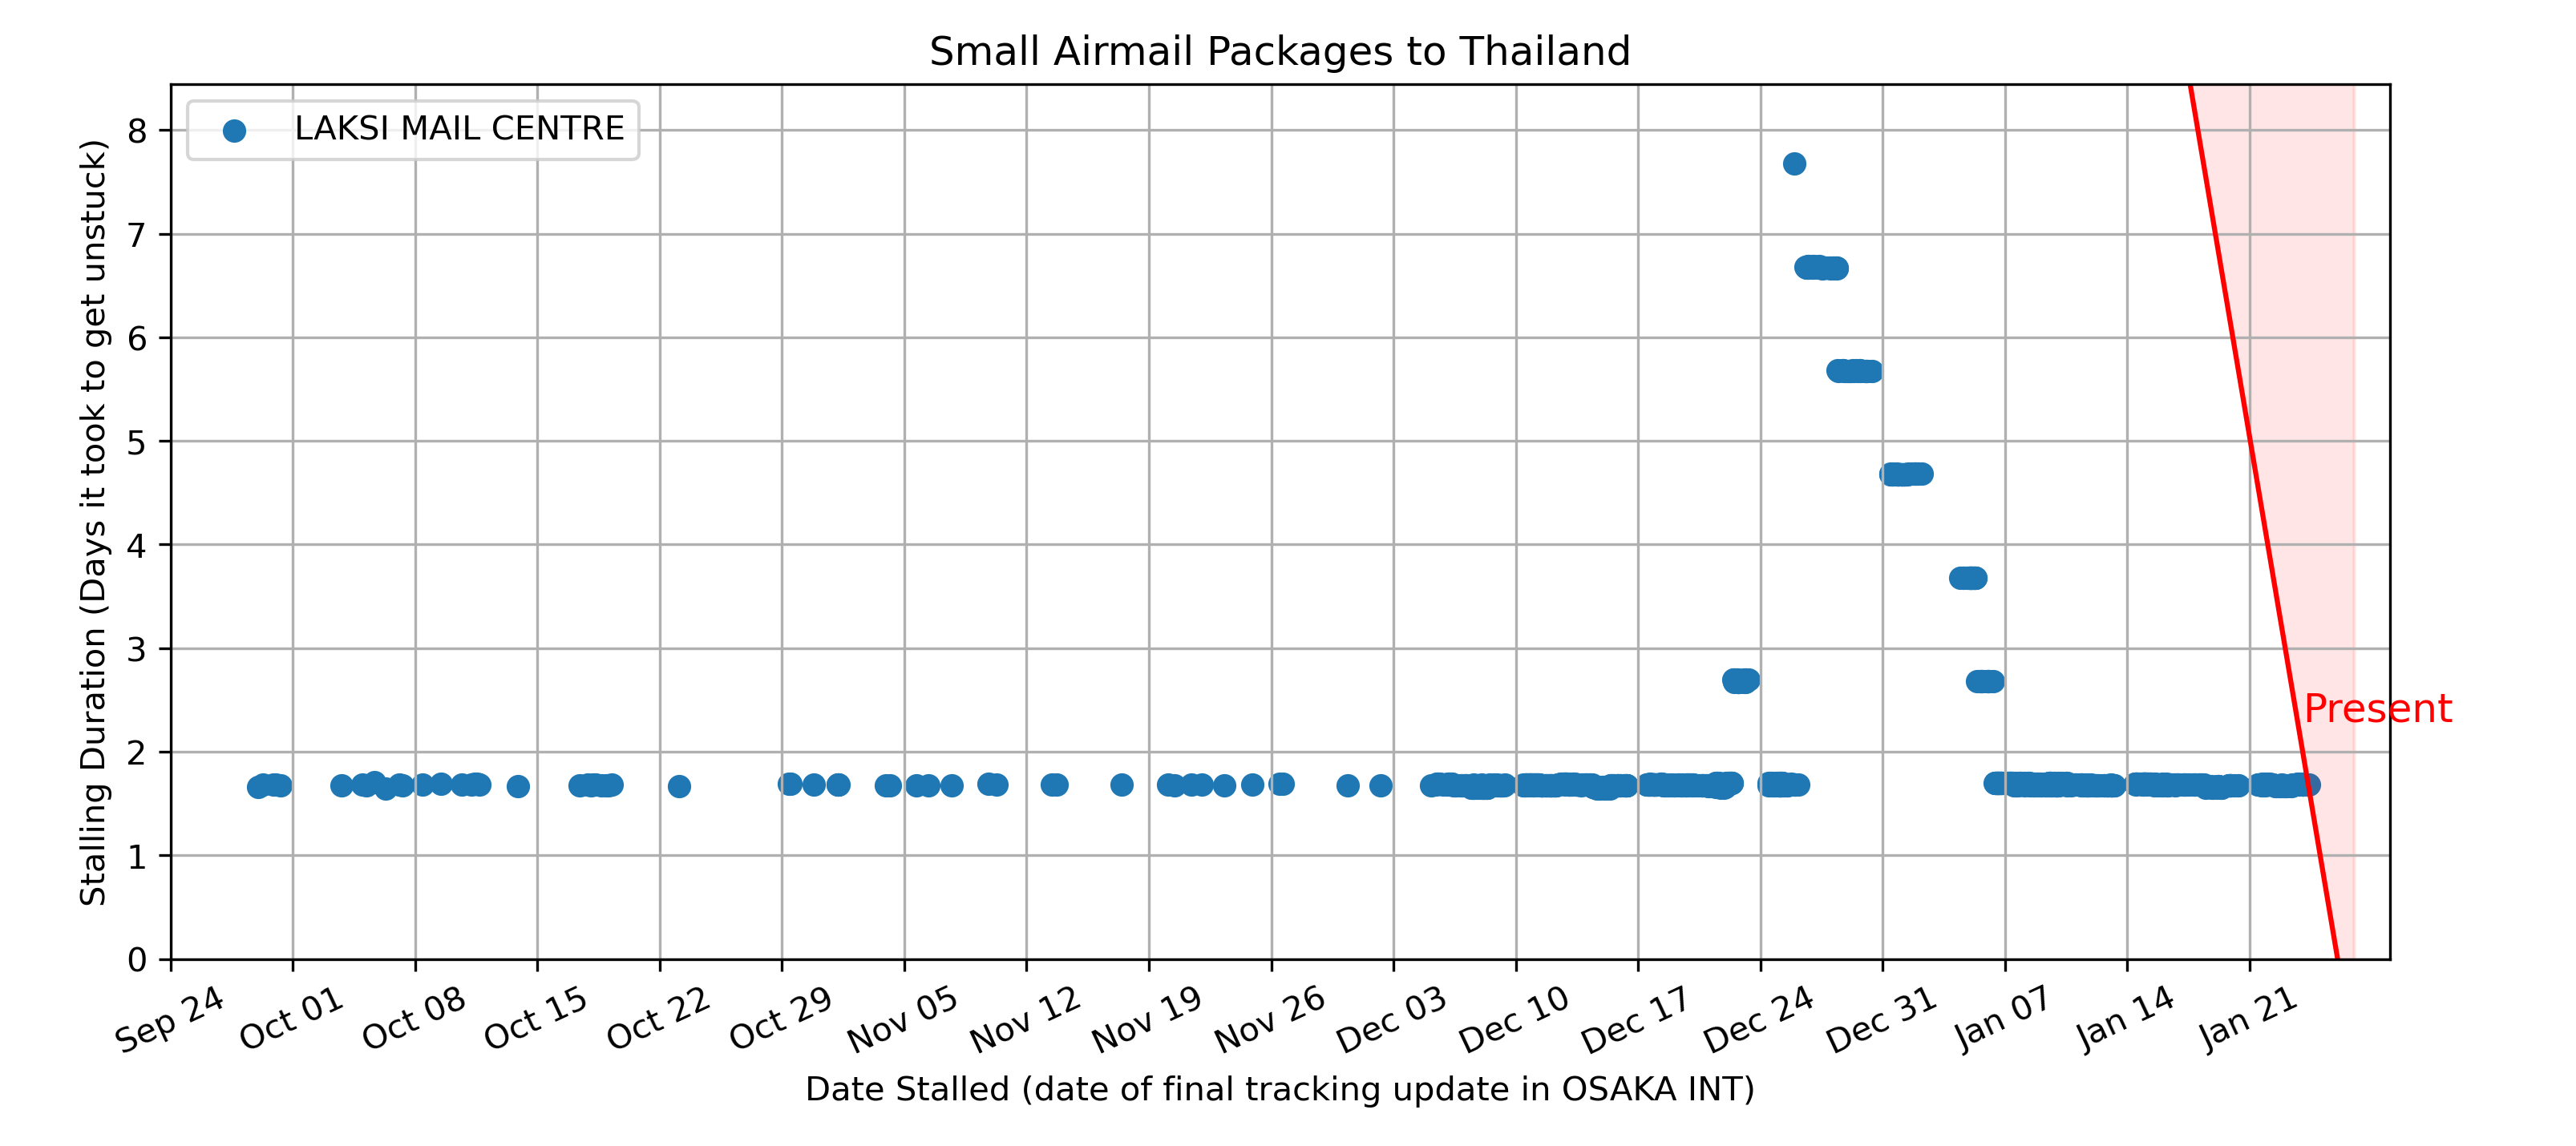 Small Airmail Packages to Thailand
LAKSI MAIL CENTRE
Stalling Duration (Days it took to get unstuck)
8
7
6
5
4
3
2
1
0
Present
Sep 24 Oct 01 Oct 08 Oct 15 Oct 22 Oct 29 Nov 05 Nov 12 Nov 19 Nov 26 Dec 03 Dec 10 Dec 17 Dec 24 Dec 31 Jan 07 Jan 14 Jan 21
Date Stalled (date of final tracking update in OSAKA INT)